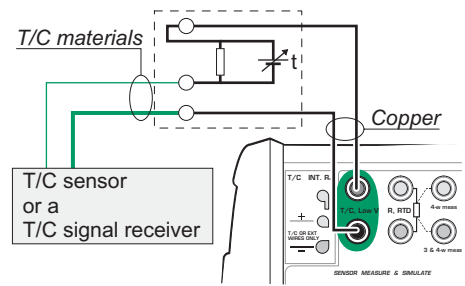 T/C materials
t
Copper
T/C sensor
or a
T/C signal receiver
T/C INT. R.
T/C, Low V
R, RTD
4-w meas
+
T/C OR EXT
WIRES ONLY
3 & 4-w meas
SENSOR MEASURE & SIMULATE